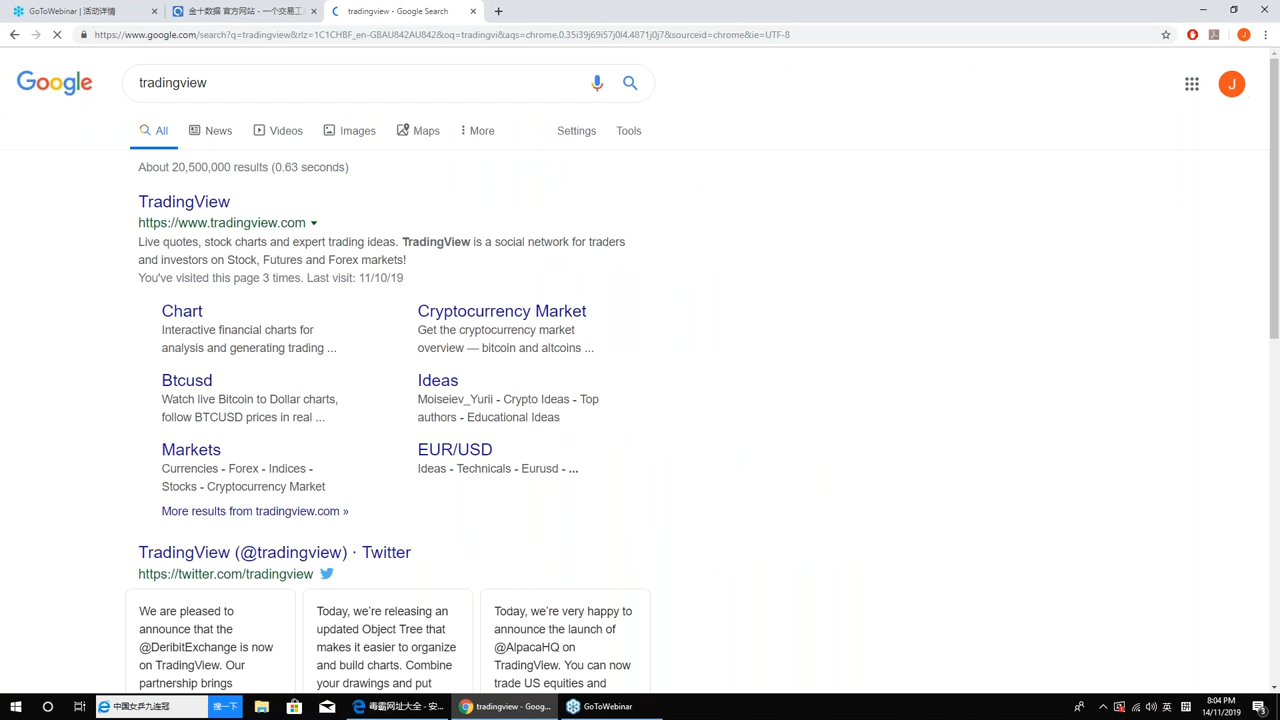 GoToWebinar | 活动详情
金十数据 官方网站 - 一个交易工
tradingview - Google Search
https://www.google.com/search?q=tradingview&rlz=1C1CHBF_en-GBAU842AU842&oq=tradingvi&aqs=chrome.0.35i39j69i57j0l4.4871j0j7&sourceid=chrome&ie=UTF-8
J
Google
tradingview
J
All
News
Videos
Images
Maps
More
Settings
Tools
About 20,500,000 results (0.63 seconds)
TradingView
https://www.tradingview.com
Live quotes, stock charts and expert trading ideas. TradingView is a social network for traders
and investors on Stock, Futures and Forex markets!
You've visited this page 3 times. Last visit: 11/10/19
Chart
Interactive financial charts for
analysis and generating trading ...
Cryptocurrency Market
Get the cryptocurrency market
overview — bitcoin and altcoins ...
Btcusd
Watch live Bitcoin to Dollar charts,
follow BTCUSD prices in real ...
Ideas
Moiseiev_Yurii - Crypto Ideas - Top
authors - Educational Ideas
Markets
Currencies - Forex - Indices -
Stocks - Cryptocurrency Market
EUR/USD
Ideas - Technicals - Eurusd - ...
More results from tradingview.com »
TradingView (@tradingview) · Twitter
https://twitter.com/tradingview
We are pleased to
announce that the
@DeribitExchange is now
on TradingView. Our
partnership brings
Today, we're releasing an
updated Object Tree that
makes it easier to organize
and build charts. Combine
your drawings and put
Today, we're very happy to
announce the launch of
@AlpacaHQ on
TradingView. You can now
trade US equities and
中国女乒九连冠
搜一下
毒霸网址大全 - 安...
tradingview - Goog...
GoToWebinar
英
拼
8:04 PM
14/11/2019
3